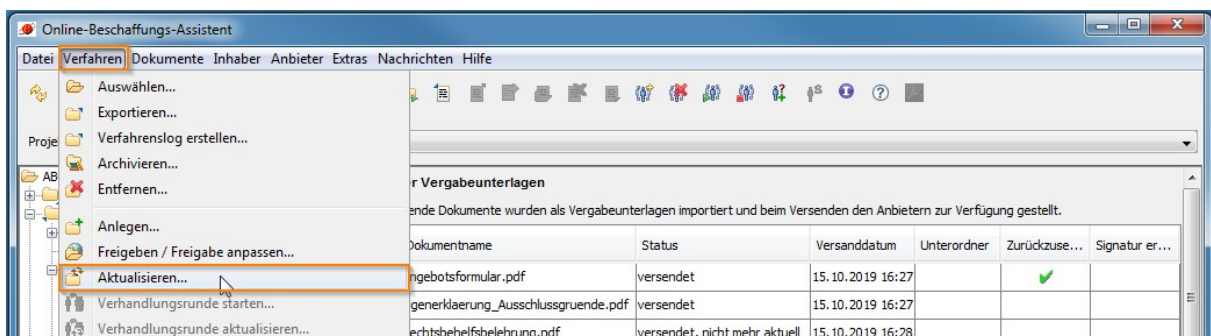 Online-Beschaffungs-Assistent
Datei Verfahren Dokumente Inhaber Anbieter Extras Nachrichten Hilfe
Auswählen...
Exportieren...
Proje
Verfahrenslog erstellen...
Archivieren...
AB
r Vergabeunterlagen
Entfernen...
ende Dokumente wurden als Vergabeunterlagen importiert und beim Versenden den Anbietern zur Verfügung gestellt.
Anlegen...
Dokumentname Status Versanddatum Unterordner Zurückzuse... Signatur er...
Freigeben / Freigabe anpassen...
Aktualisieren...
ngebotsformular.pdf versendet 15.10.2019 16:27
Verhandlungsrunde starten...
generklaerung_Ausschlussgruende.pdf versendet 15.10.2019 16:27
Verhandlungsrunde aktualisieren...
echtsbehelfsbelehrung.pdf versendet, nicht mehr aktuell 15.10.2019 16:28